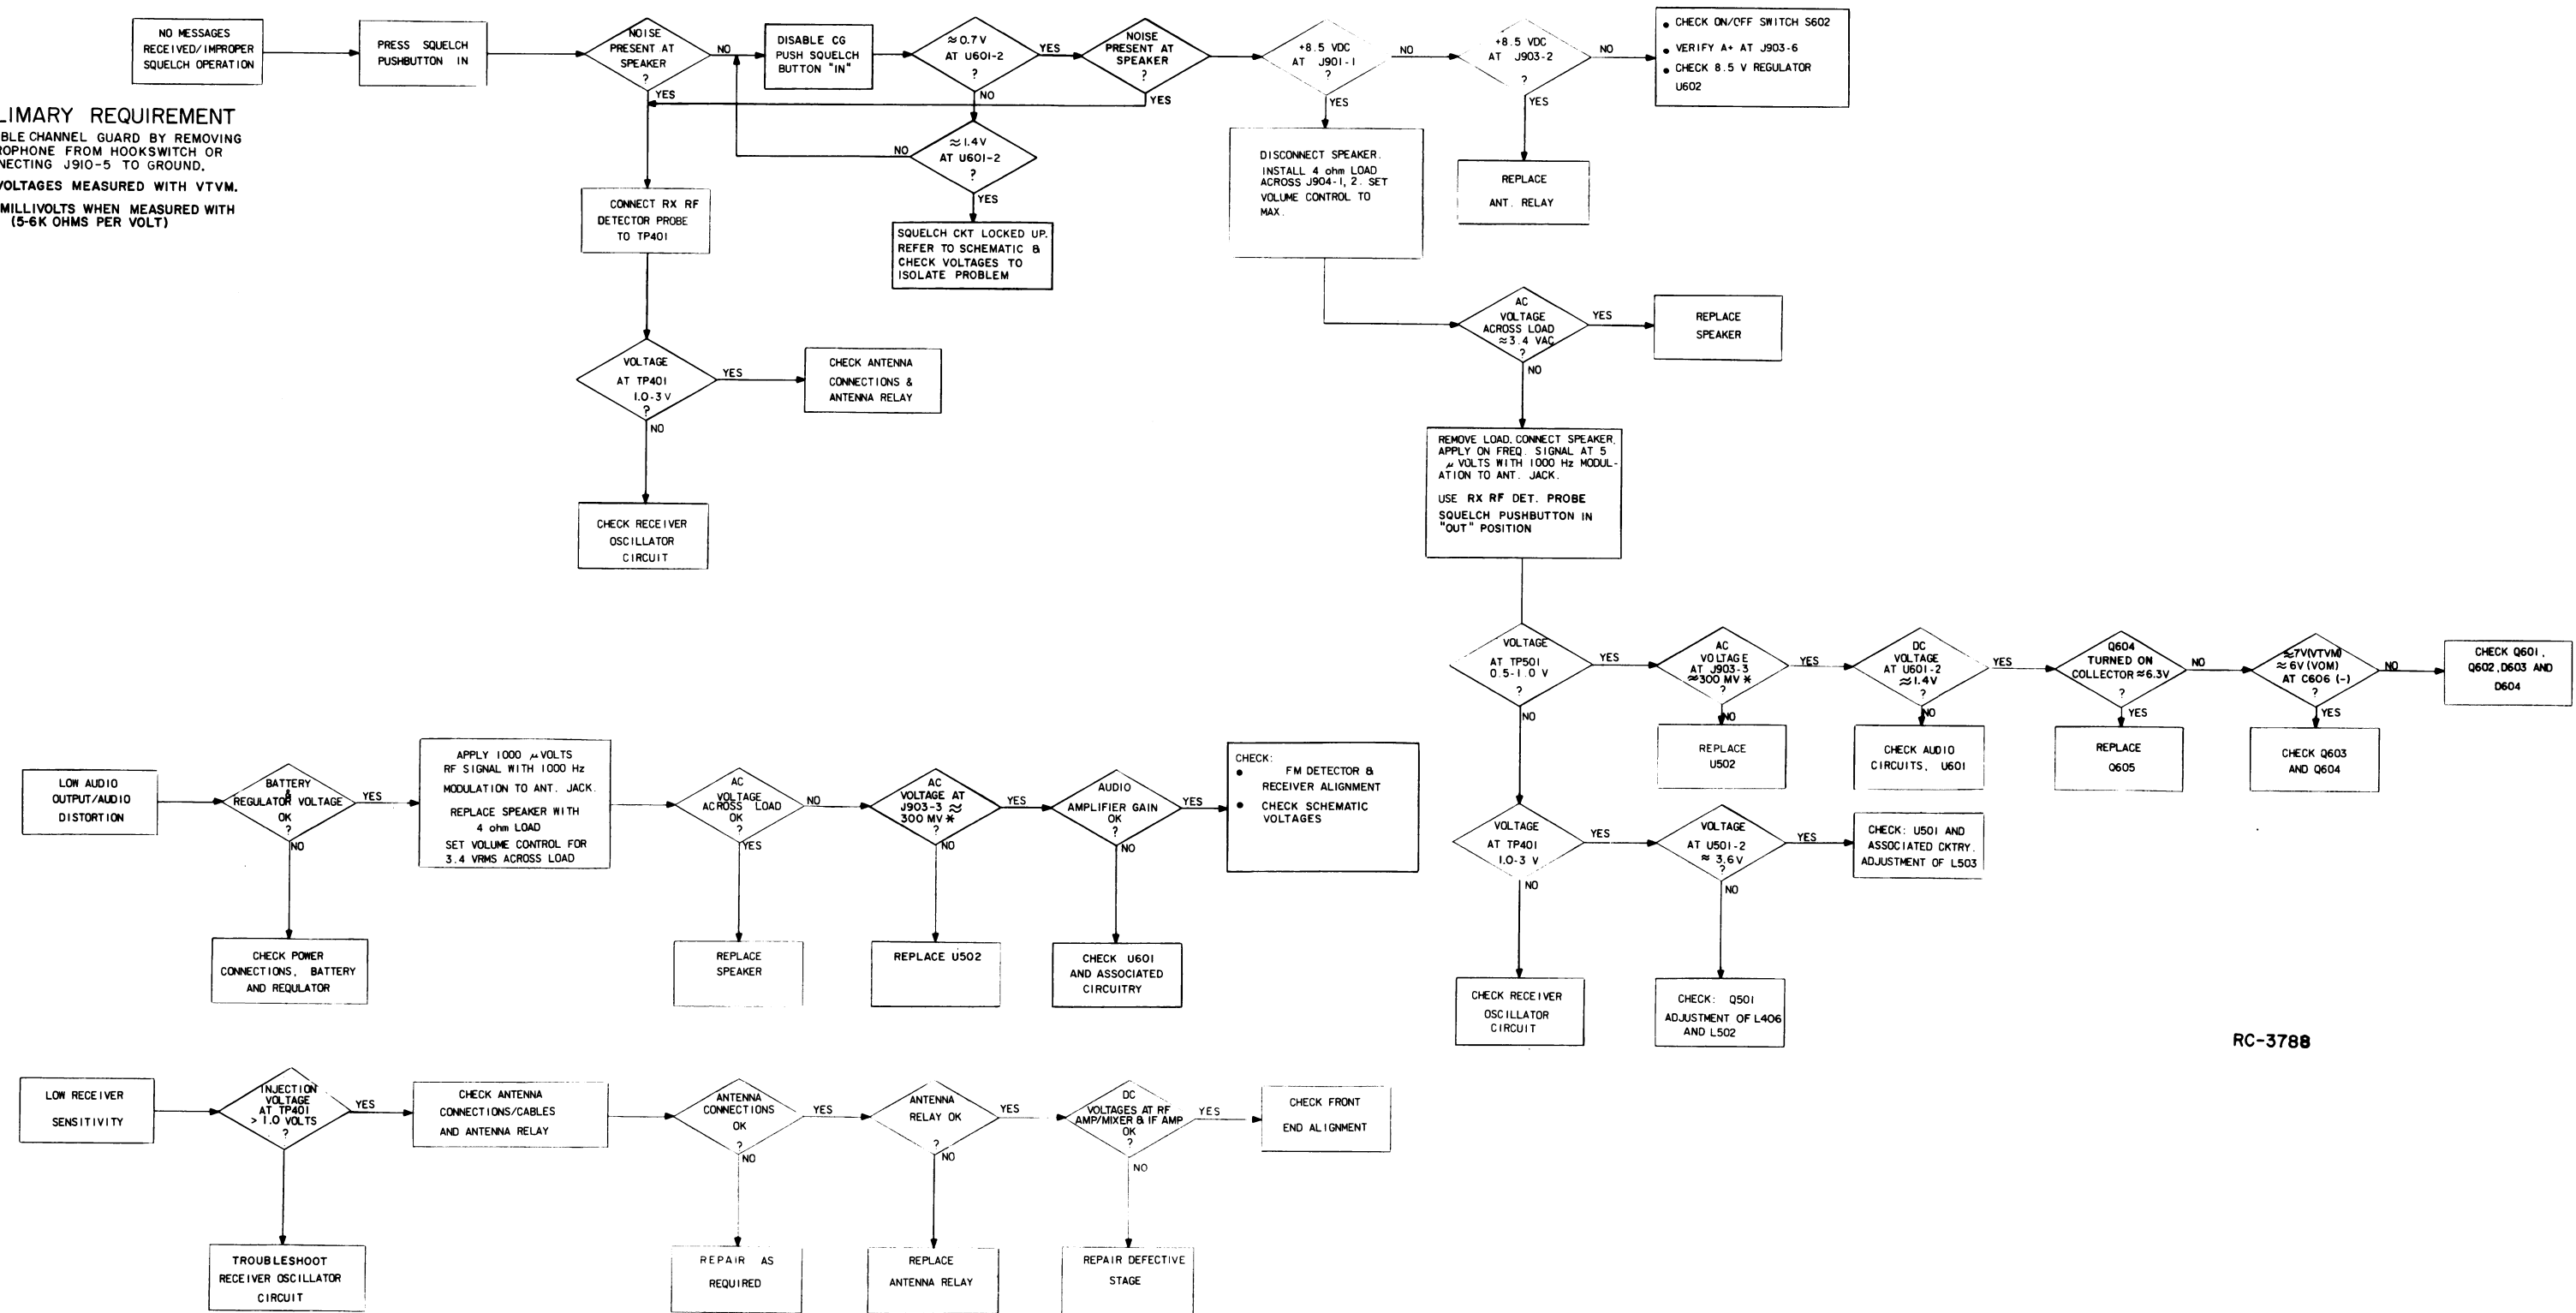 NO MESSAGES
RECEIVED/IMPROPER
SQUELCH OPERATION
PRESS SQUELCH
PUSHBUTTON IN
NOISE
PRESENT AT
SPEAKER
?
NO
YES
DISABLE CG
PUSH SQUELCH
BUTTON "IN"
≈0.7V
AT U601-2
?
YES
NO
NOISE
PRESENT AT
SPEAKER
?
YES
+8.5 VDC
AT J901-1
?
NO
YES
+8.5 VDC
AT J903-2
?
NO
YES
• CHECK ON/OFF SWITCH S602
• VERIFY A+ AT J903-6
• CHECK 8.5 V REGULATOR
U602
LIMARY REQUIREMENT
BLE CHANNEL GUARD BY REMOVING
ROPHONE FROM HOOKSWITCH OR
NECTING J910-5 TO GROUND.
VOLTAGES MEASURED WITH VTVM.
MILLIVOLTS WHEN MEASURED WITH
(5-6K OHMS PER VOLT)
≈1.4V
AT U601-2
?
NO
YES
SQUELCH CKT LOCKED UP.
REFER TO SCHEMATIC &
CHECK VOLTAGES TO
ISOLATE PROBLEM
DISCONNECT SPEAKER.
INSTALL 4 ohm LOAD
ACROSS J904-1, 2. SET
VOLUME CONTROL TO
MAX.
REPLACE
ANT. RELAY
CONNECT RX RF
DETECTOR PROBE
TO TP401
AC
VOLTAGE
ACROSS LOAD
≈3.4 VAC
?
YES
NO
REPLACE
SPEAKER
VOLTAGE
AT TP401
1.0-3V
?
YES
NO
CHECK ANTENNA
CONNECTIONS &
ANTENNA RELAY
CHECK RECEIVER
OSCILLATOR
CIRCUIT
REMOVE LOAD, CONNECT SPEAKER,
APPLY ON FREQ. SIGNAL AT 5
μ VOLTS WITH 1000 Hz MODUL-
ATION TO ANT. JACK.
USE RX RF DET. PROBE
SQUELCH PUSHBUTTON IN
"OUT" POSITION
VOLTAGE
AT TP501
0.5-1.0 V
?
YES
NO
AC
VOLTAGE
AT J903-3
≈300 MV *
?
YES
NO
DC
VOLTAGE
AT U601-2
≈1.4V
?
YES
NO
Q604
TURNED ON
COLLECTOR ≈6.3V
?
NO
YES
≈7V(VTVM)
≈6V(VOM)
AT C606 (-)
?
NO
YES
CHECK Q601,
Q602, D603 AND
D604
REPLACE
U502
CHECK AUDIO
CIRCUITS, U601
REPLACE
Q605
CHECK Q603
AND Q604
VOLTAGE
AT TP401
1.0-3 V
?
YES
NO
VOLTAGE
AT U501-2
≈ 3.6V
?
YES
NO
CHECK: U501 AND
ASSOCIATED CKTRY.
ADJUSTMENT OF L503
CHECK RECEIVER
OSCILLATOR
CIRCUIT
CHECK: Q501
ADJUSTMENT OF L406
AND L502
LOW AUDIO
OUTPUT/AUDIO
DISTORTION
BATTERY
&
REGULATOR VOLTAGE
OK
?
YES
NO
APPLY 1000 μVOLTS
RF SIGNAL WITH 1000 Hz
MODULATION TO ANT. JACK.
REPLACE SPEAKER WITH
4 ohm LOAD
SET VOLUME CONTROL FOR
3.4 VRMS ACROSS LOAD
AC
VOLTAGE
ACROSS LOAD
OK
?
NO
YES
AC
VOLTAGE AT
J903-3 ≈
300 MV *
?
YES
NO
AUDIO
AMPLIFIER GAIN
OK
?
YES
NO
CHECK:
• FM DETECTOR &
RECEIVER ALIGNMENT
• CHECK SCHEMATIC
VOLTAGES
CHECK POWER
CONNECTIONS, BATTERY
AND REQULATOR
REPLACE
SPEAKER
REPLACE U502
CHECK U601
AND ASSOCIATED
CIRCUITRY
RC-3788
LOW RECEIVER
SENSITIVITY
INJECTION
VOLTAGE
AT TP401
> 1.0 VOLTS
?
YES
NO
CHECK ANTENNA
CONNECTIONS/CABLES
AND ANTENNA RELAY
ANTENNA
CONNECTIONS
OK
?
YES
NO
ANTENNA
RELAY OK
?
YES
NO
DC
VOLTAGES AT RF
AMP/MIXER & IF AMP
OK
?
YES
NO
CHECK FRONT
END ALIGNMENT
TROUBLESHOOT
RECEIVER OSCILLATOR
CIRCUIT
REPAIR AS
REQUIRED
REPLACE
ANTENNA RELAY
REPAIR DEFECTIVE
STAGE